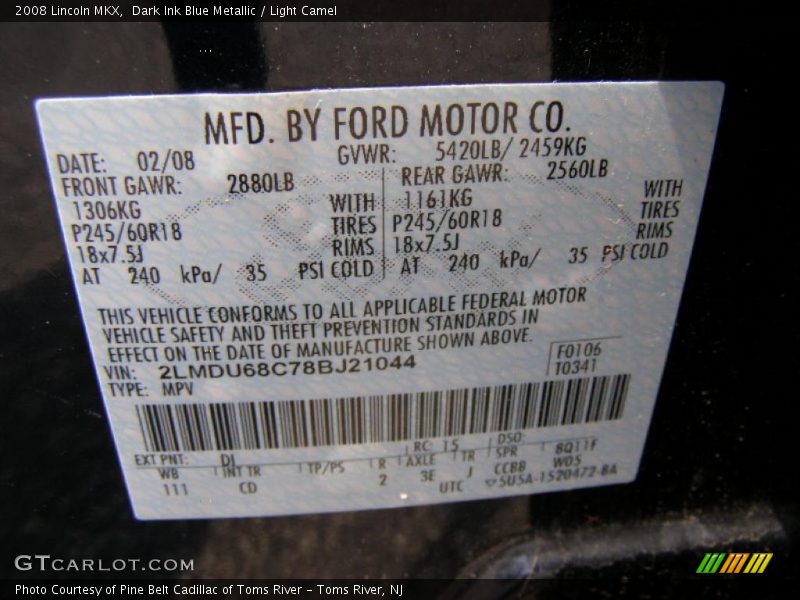 2008 Lincoln MKX,  Dark Ink Blue Metallic / Light Camel
MFD. BY FORD MOTOR CO.
DATE: 02/08 GVWR: 5420LB/ 2459KG
FRONT GAWR: 2880LB REAR GAWR: 2560LB
1306KG WITH 1161KG WITH
P245/60R18 TIRES P245/60R18 TIRES
18x7.5J RIMS 18x7.5J RIMS
AT 240 kPa/ 35 PSI COLD AT 240 kPa/ 35 PSI COLD
THIS VEHICLE CONFORMS TO ALL APPLICABLE FEDERAL MOTOR
VEHICLE SAFETY AND THEFT PREVENTION STANDARDS IN
EFFECT ON THE DATE OF MANUFACTURE SHOWN ABOVE.
VIN: 2LMDU68C78BJ21044 F0106
TYPE: MPV T0341
EXT PNT: DL RC: 15 DSO:
WB INT TR TP/PS R AXLE TR SPR 8Q11F
111 CD 2 3E J CCBB W05
UTC 5U5A-1520472-BA
GTCARLOT.COM
Photo Courtesy of Pine Belt Cadillac of Toms River – Toms River, NJ